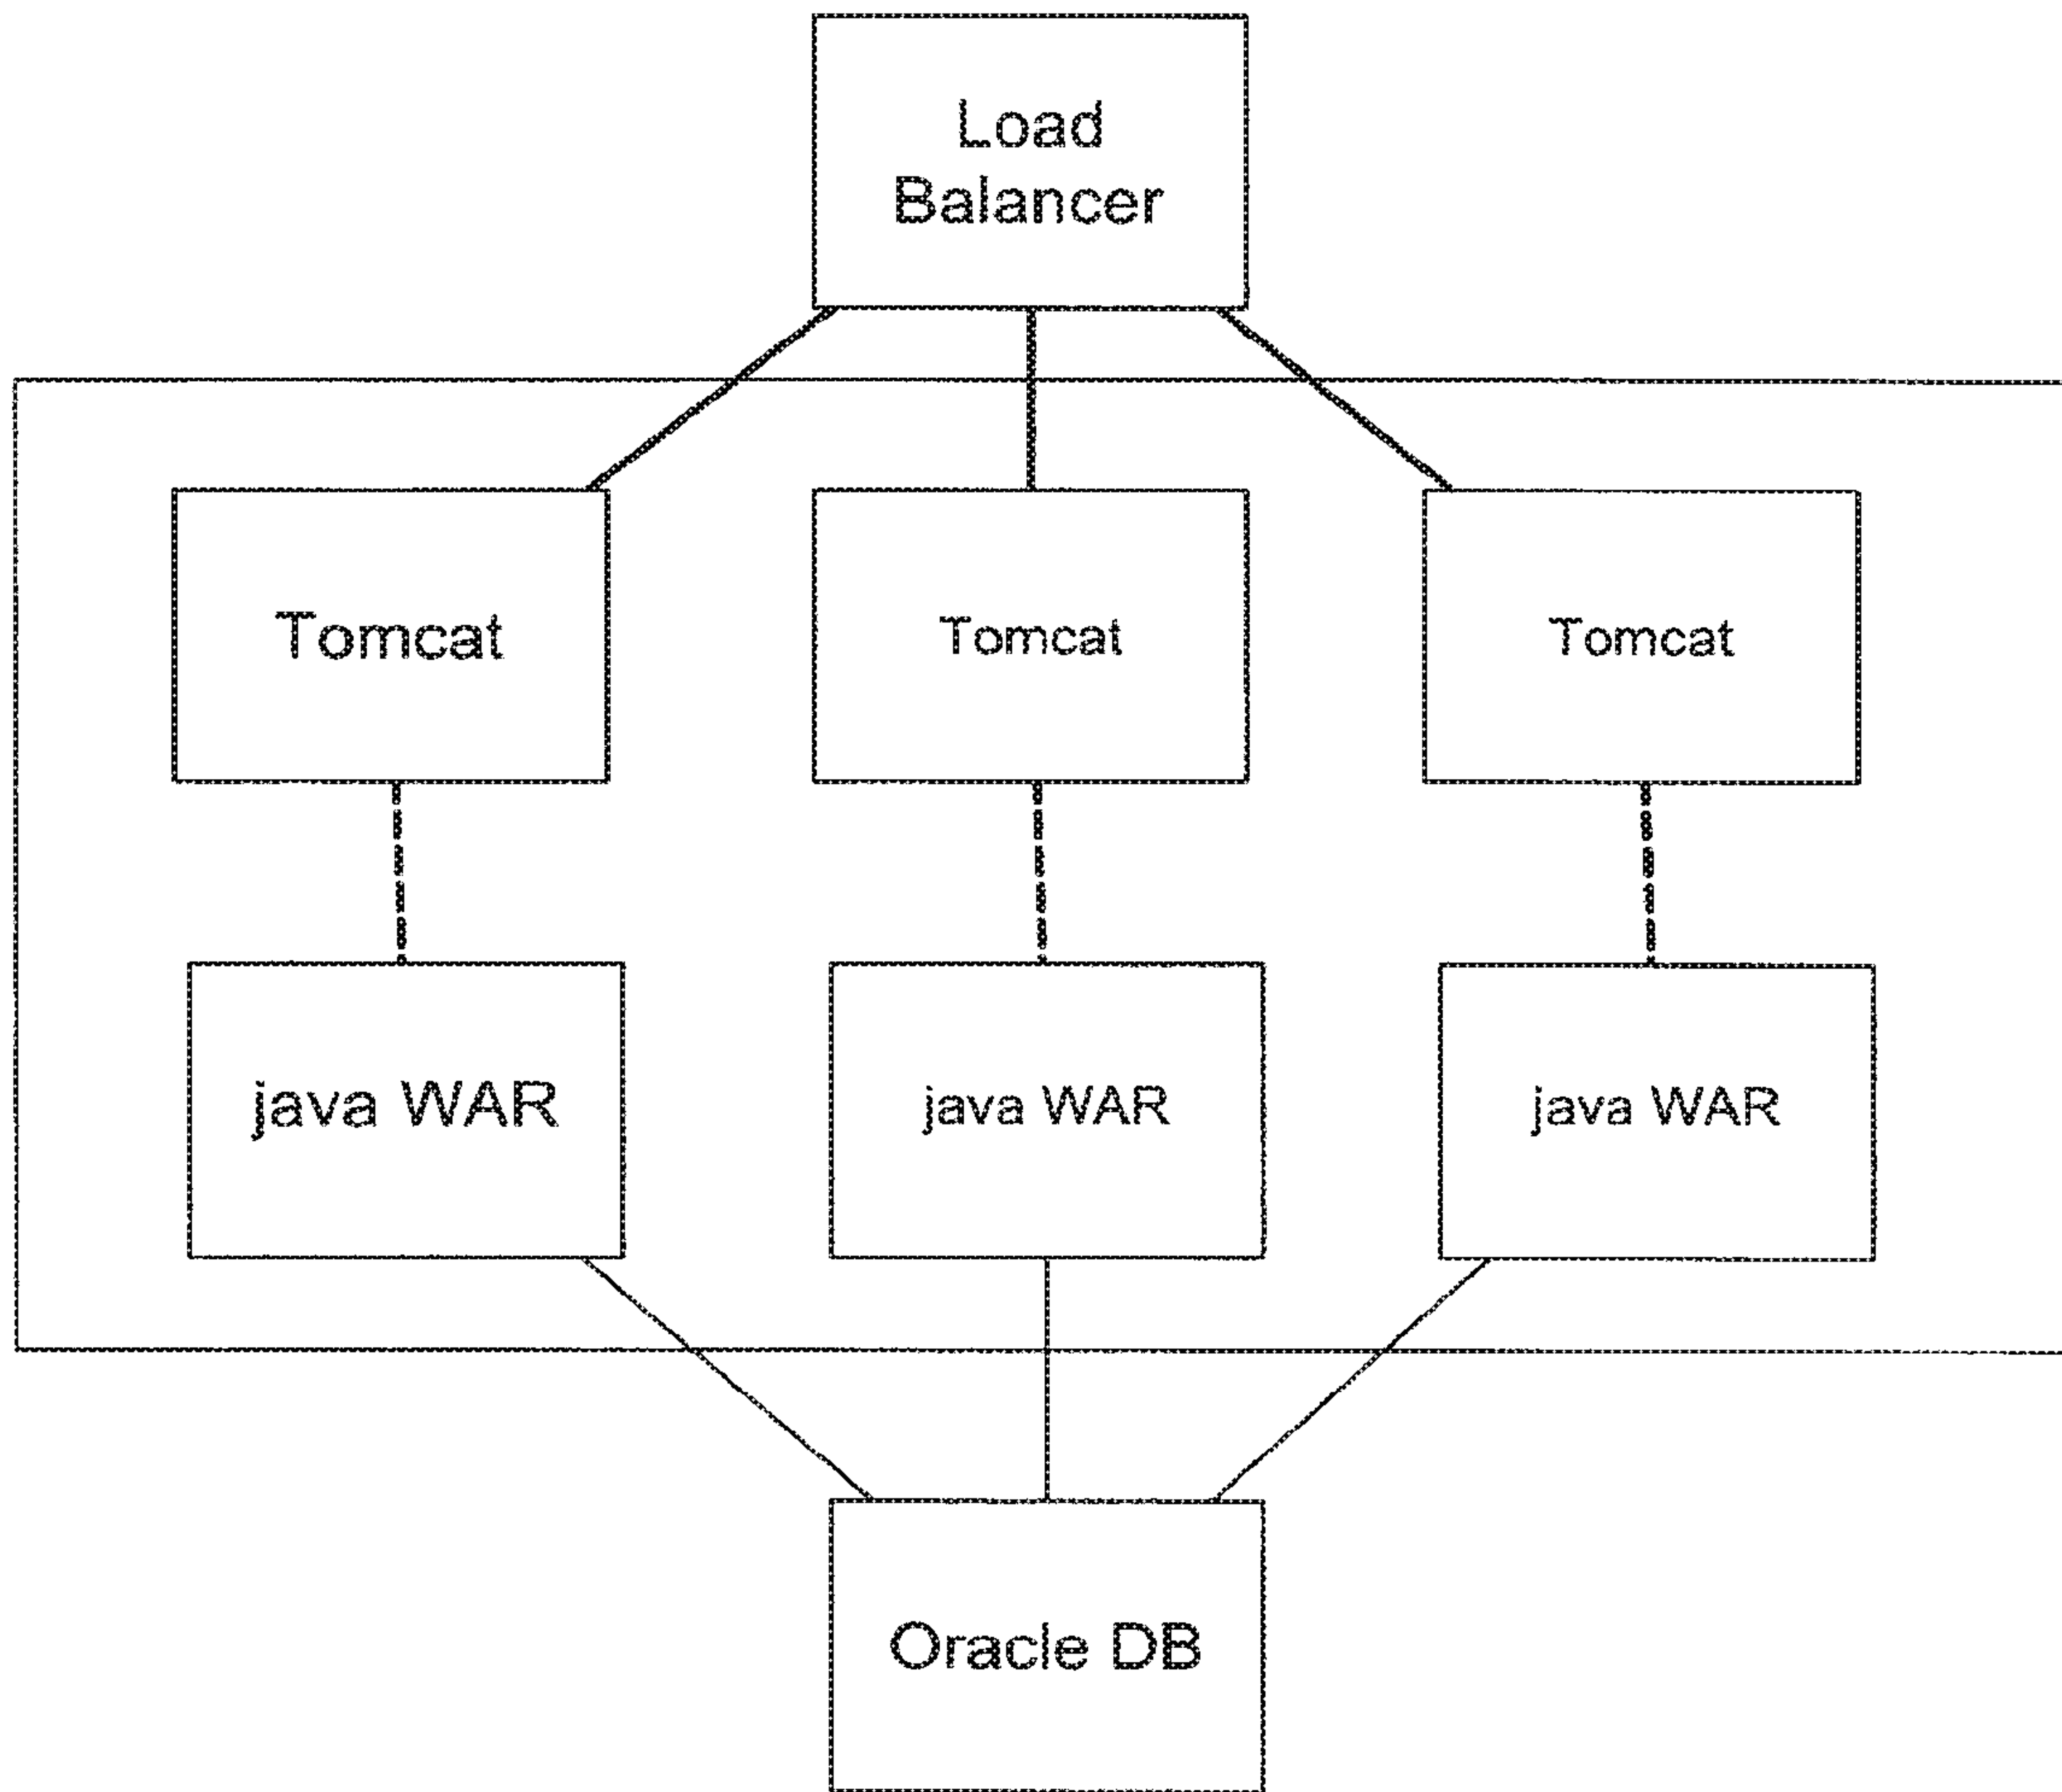 Load
Balancer
Tomcat
Tomcat
Tomcat
java WAR
java WAR
java WAR
Oracle DB